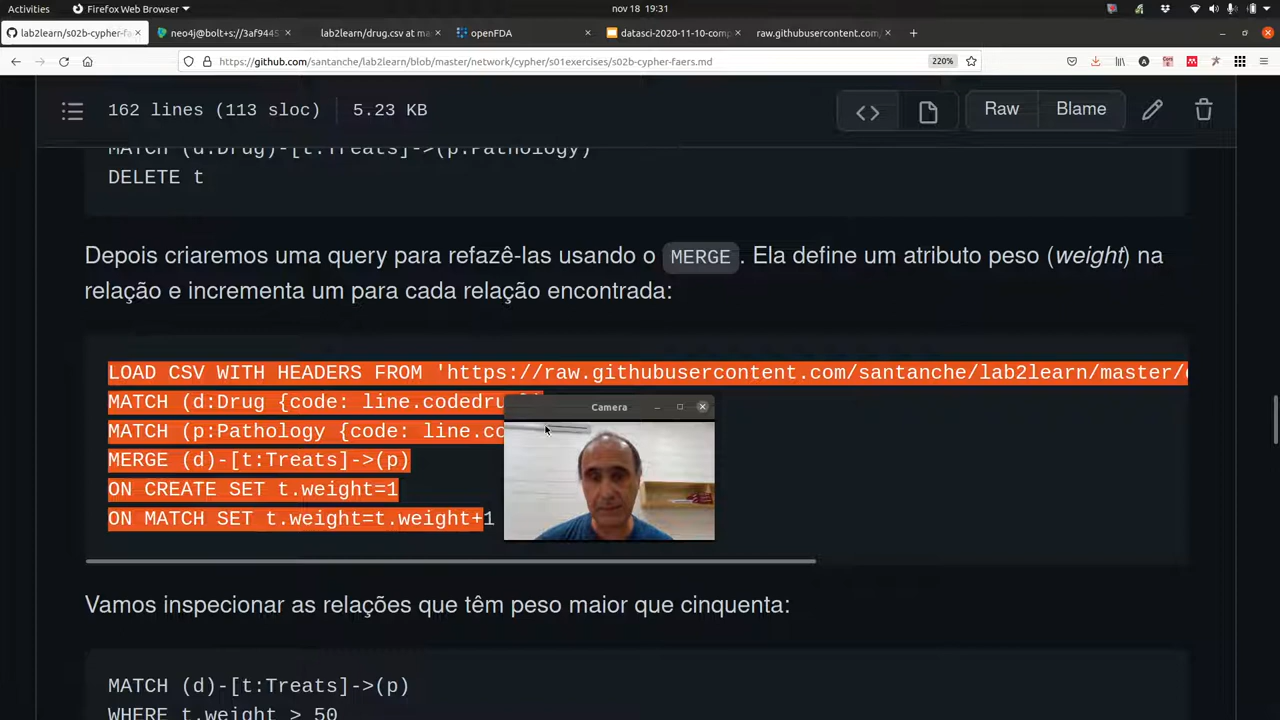 Activities
Firefox Web Browser
nov 18 19:31
lab2learn/s02b-cypher-fa
neo4j@bolt+s://3af9445
lab2learn/drug.csv at ma
openFDA
datasci-2020-11-10-comp
raw.githubusercontent.com/
https://github.com/santanche/lab2learn/blob/master/network/cypher/s01exercises/s02b-cypher-faers.md
220%
162 lines (113 sloc) 5.23 KB
Raw
Blame
MATCH (d:Drug)-[t:Treats]->(p:Pathology)
DELETE t
Depois criaremos uma query para refazê-las usando o MERGE. Ela define um atributo peso (weight) na
relação e incrementa um para cada relação encontrada:
LOAD CSV WITH HEADERS FROM 'https://raw.githubusercontent.com/santanche/lab2learn/master/
MATCH (d:Drug {code: line.codedru
MATCH (p:Pathology {code: line.co
MERGE (d)-[t:Treats]->(p)
ON CREATE SET t.weight=1
ON MATCH SET t.weight=t.weight+1
Camera
Vamos inspecionar as relações que têm peso maior que cinquenta:
MATCH (d)-[t:Treats]->(p)
WHERE t.weight > 50